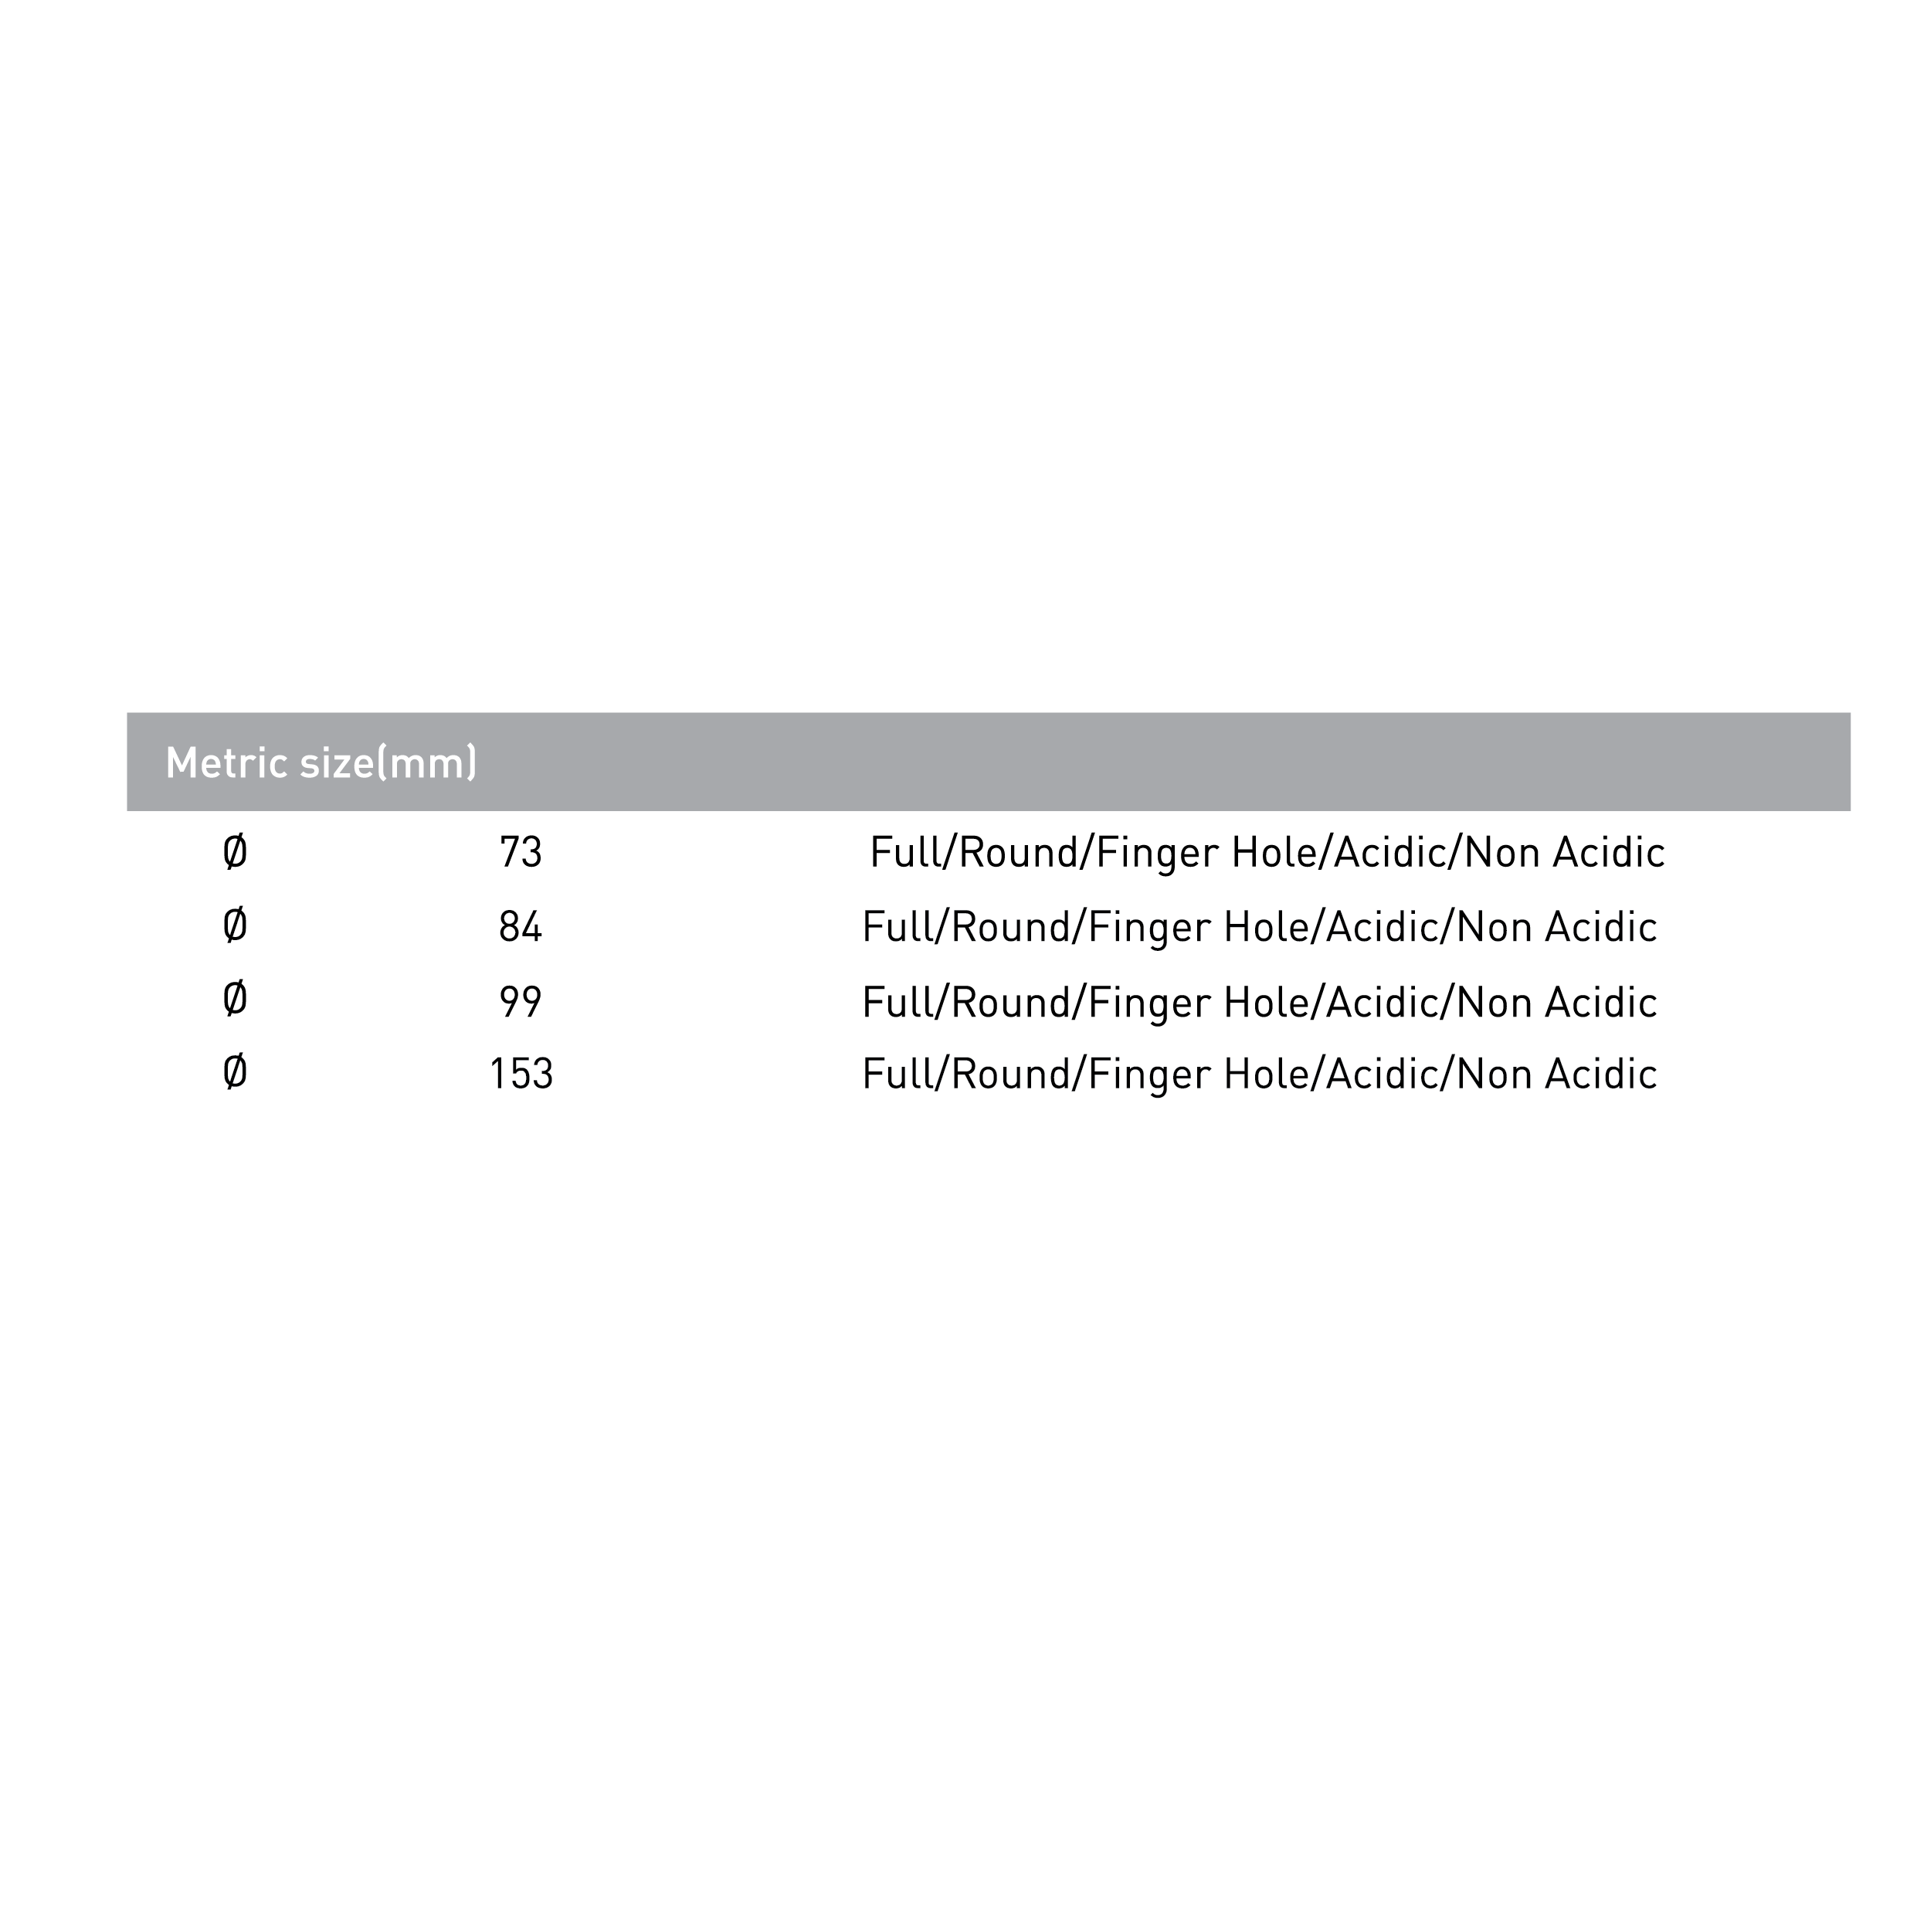 Metric size(mm)
Ø 73 Full/Round/Finger Hole/Acidic/Non Acidic
Ø 84 Full/Round/Finger Hole/Acidic/Non Acidic
Ø 99 Full/Round/Finger Hole/Acidic/Non Acidic
Ø 153 Full/Round/Finger Hole/Acidic/Non Acidic